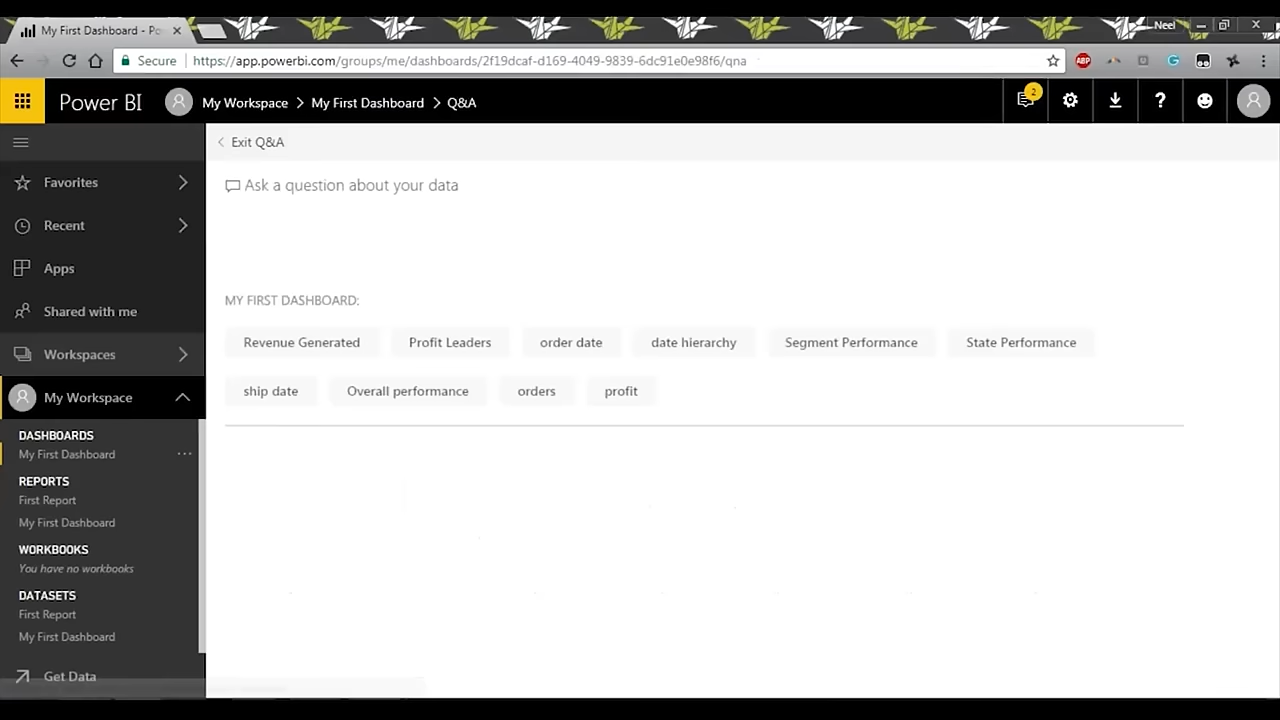 My First Dashboard - Po
Neel
Secure
https://app.powerbi.com/groups/me/dashboards/2f19dcaf-d169-4049-9839-6dc91e0e98f6/qna
ABP
G
Power BI
My Workspace > My First Dashboard > Q&A
2
?
Exit Q&A
Favorites
Ask a question about your data
Recent
Apps
Shared with me
MY FIRST DASHBOARD:
Workspaces
Revenue Generated
Profit Leaders
order date
date hierarchy
Segment Performance
State Performance
My Workspace
ship date
Overall performance
orders
profit
DASHBOARDS
My First Dashboard
REPORTS
First Report
My First Dashboard
WORKBOOKS
You have no workbooks
DATASETS
First Report
My First Dashboard
Get Data